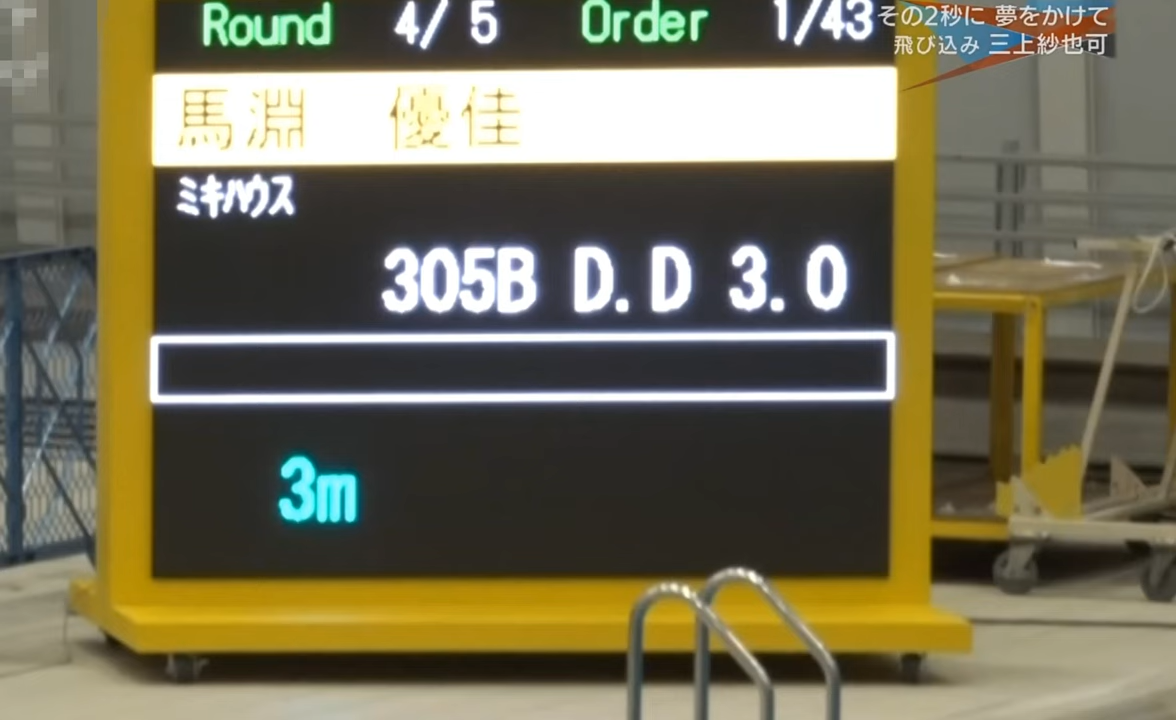 Round 4/ 5 Order 1/43
その2秒に 夢をかけて
飛び込み 三上紗也可
馬淵 優佳
ミキハウス
305B D.D 3.0
3m